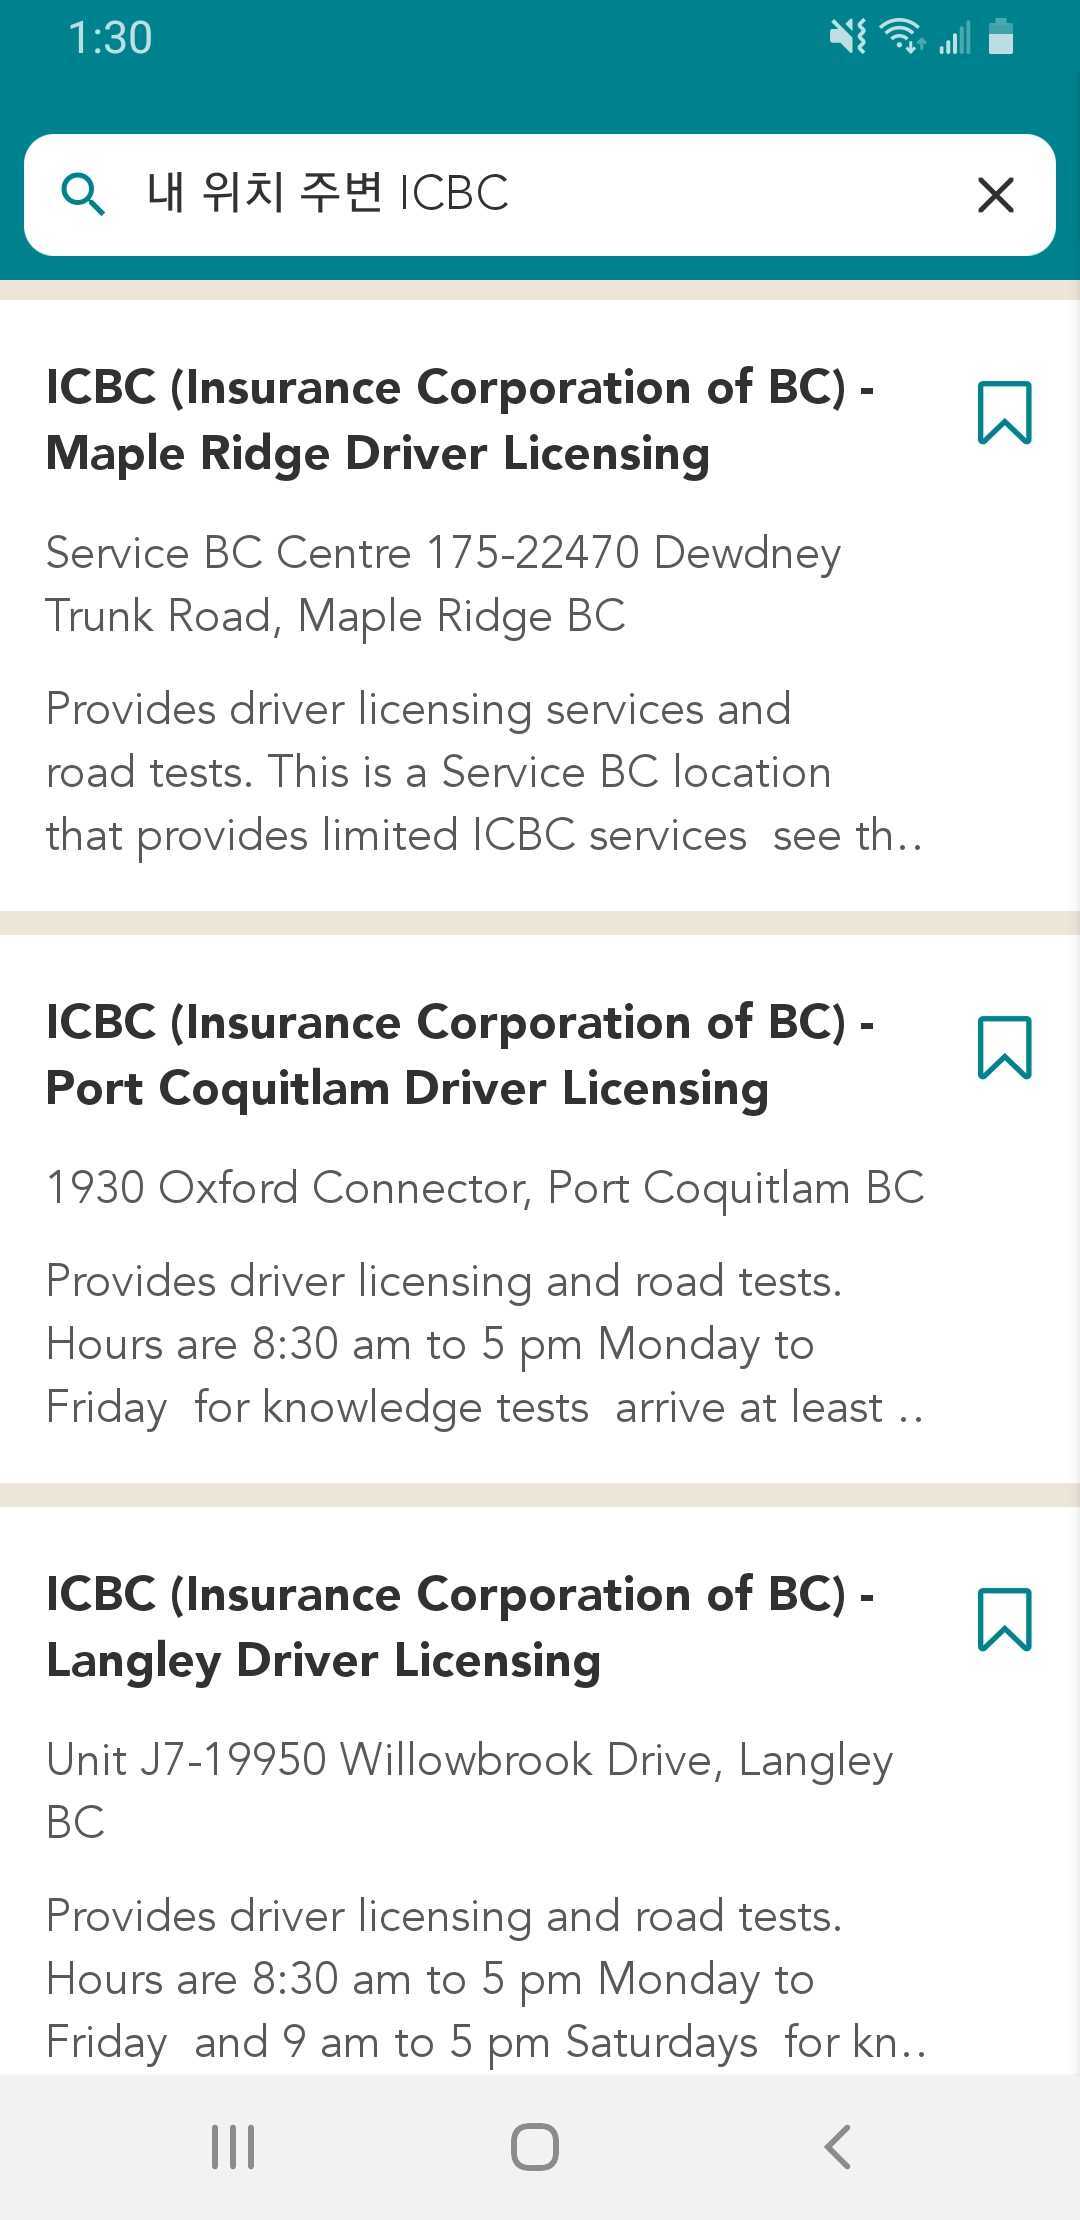 1:30
내 위치 주변 ICBC
ICBC (Insurance Corporation of BC) -
Maple Ridge Driver Licensing
Service BC Centre 175-22470 Dewdney
Trunk Road, Maple Ridge BC
Provides driver licensing services and
road tests. This is a Service BC location
that provides limited ICBC services  see th..
ICBC (Insurance Corporation of BC) -
Port Coquitlam Driver Licensing
1930 Oxford Connector, Port Coquitlam BC
Provides driver licensing and road tests.
Hours are 8:30 am to 5 pm Monday to
Friday  for knowledge tests  arrive at least ..
ICBC (Insurance Corporation of BC) -
Langley Driver Licensing
Unit J7-19950 Willowbrook Drive, Langley
BC
Provides driver licensing and road tests.
Hours are 8:30 am to 5 pm Monday to
Friday  and 9 am to 5 pm Saturdays  for kn..